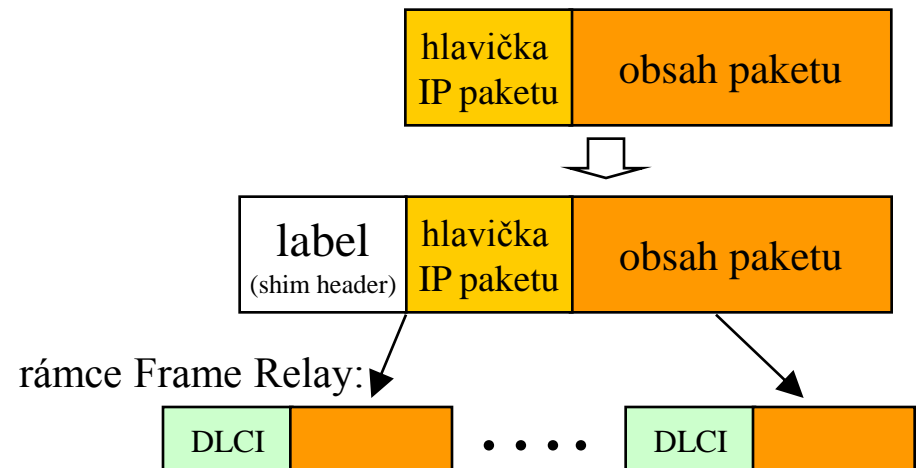 hlavička
IP paketu
obsah paketu
label
(shim header)
hlavička
IP paketu
obsah paketu
rámce Frame Relay:
DLCI
DLCI